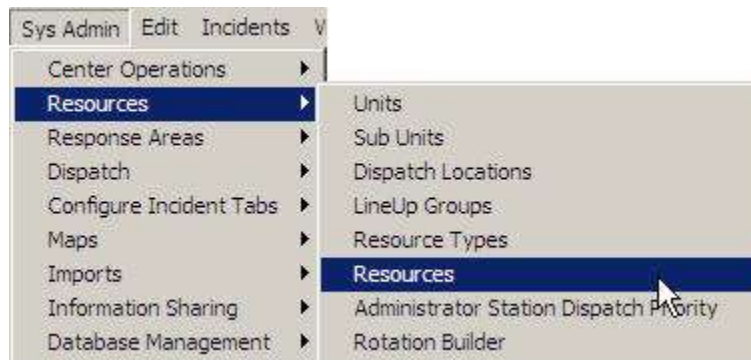 Sys Admin Edit Incidents
Center Operations
Resources
Response Areas
Dispatch
Configure Incident Tabs
Maps
Imports
Information Sharing
Database Management
Units
Sub Units
Dispatch Locations
LineUp Groups
Resource Types
Resources
Administrator Station Dispatch Priority
Rotation Builder